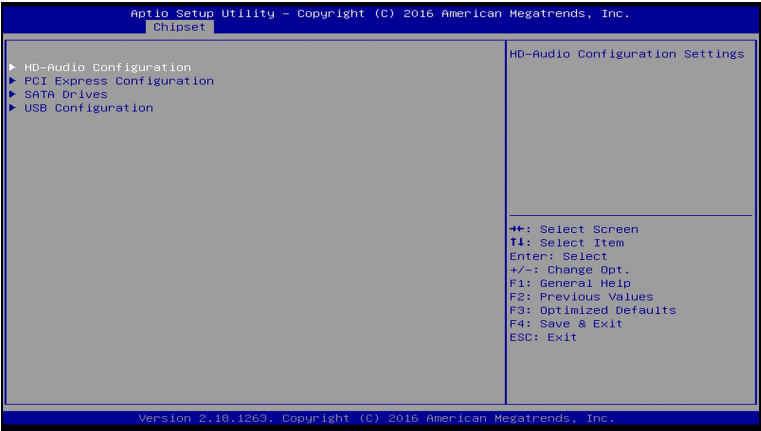 Aptio Setup Utility – Copyright (C) 2016 American Megatrends, Inc.
Chipset
► HD-Audio Configuration
► PCI Express Configuration
► SATA Drives
► USB Configuration
HD-Audio Configuration Settings
→←: Select Screen
↑↓: Select Item
Enter: Select
+/-: Change Opt.
F1: General Help
F2: Previous Values
F3: Optimized Defaults
F4: Save & Exit
ESC: Exit
Version 2.18.1263. Copyright (C) 2016 American Megatrends, Inc.